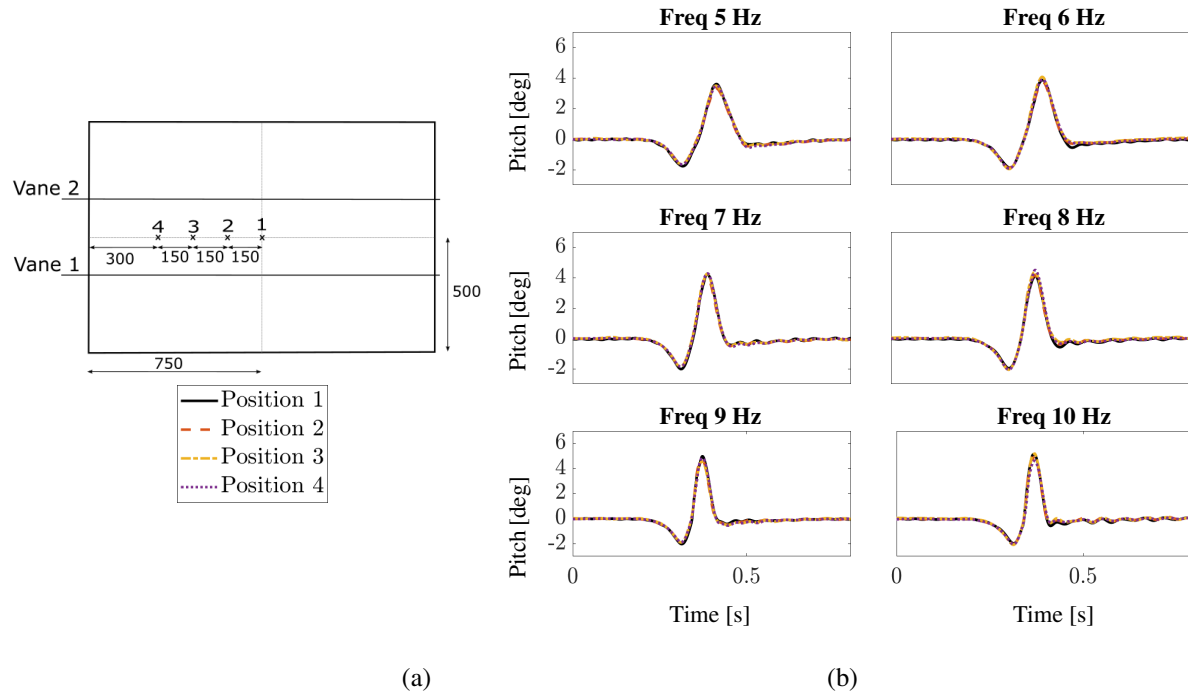 Vane 2
4 3 2 1
300 150 150 150
Vane 1
500
750
Position 1
Position 2
Position 3
Position 4
(a)
Freq 5 Hz
6
4
2
0
-2
Pitch [deg]
Freq 6 Hz
Freq 7 Hz
6
4
2
0
-2
Pitch [deg]
Freq 8 Hz
Freq 9 Hz
6
4
2
0
-2
Pitch [deg]
0 0.5
Time [s]
Freq 10 Hz
0 0.5
Time [s]
(b)